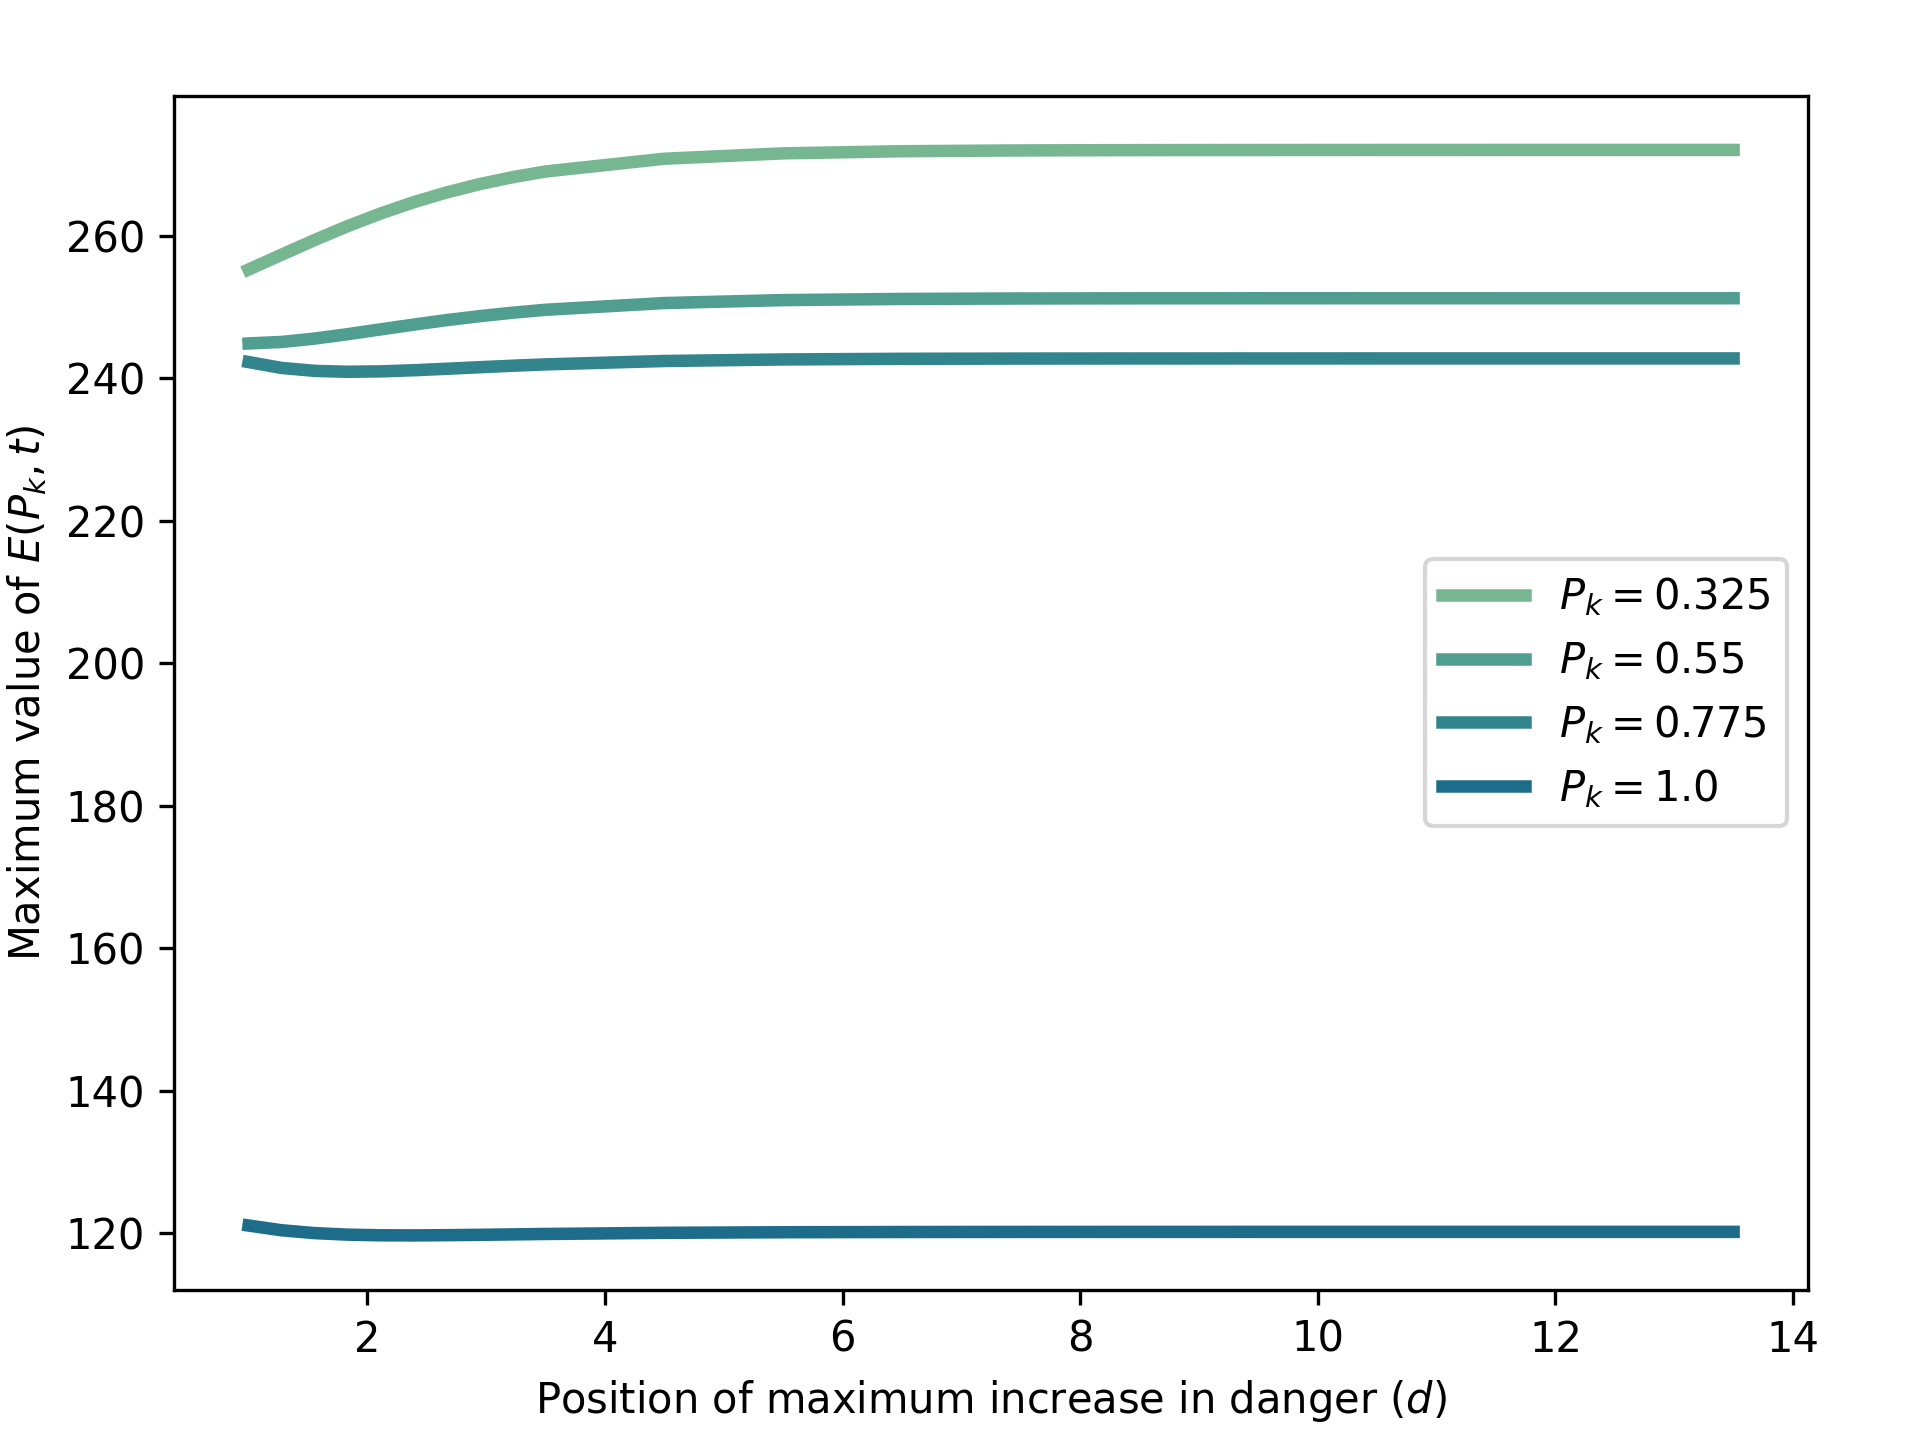 260
240
220
200
180
160
140
120
Maximum value of E(P_k, t)
P_k = 0.325
P_k = 0.55
P_k = 0.775
P_k = 1.0
2 4 6 8 10 12 14
Position of maximum increase in danger (d)